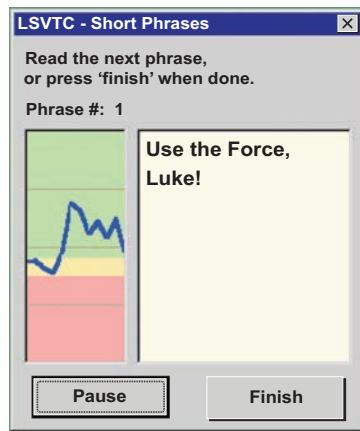 LSVTC - Short Phrases
Read the next phrase,
or press ‘finish’ when done.
Phrase #: 1
Use the Force,
Luke!
Pause
Finish